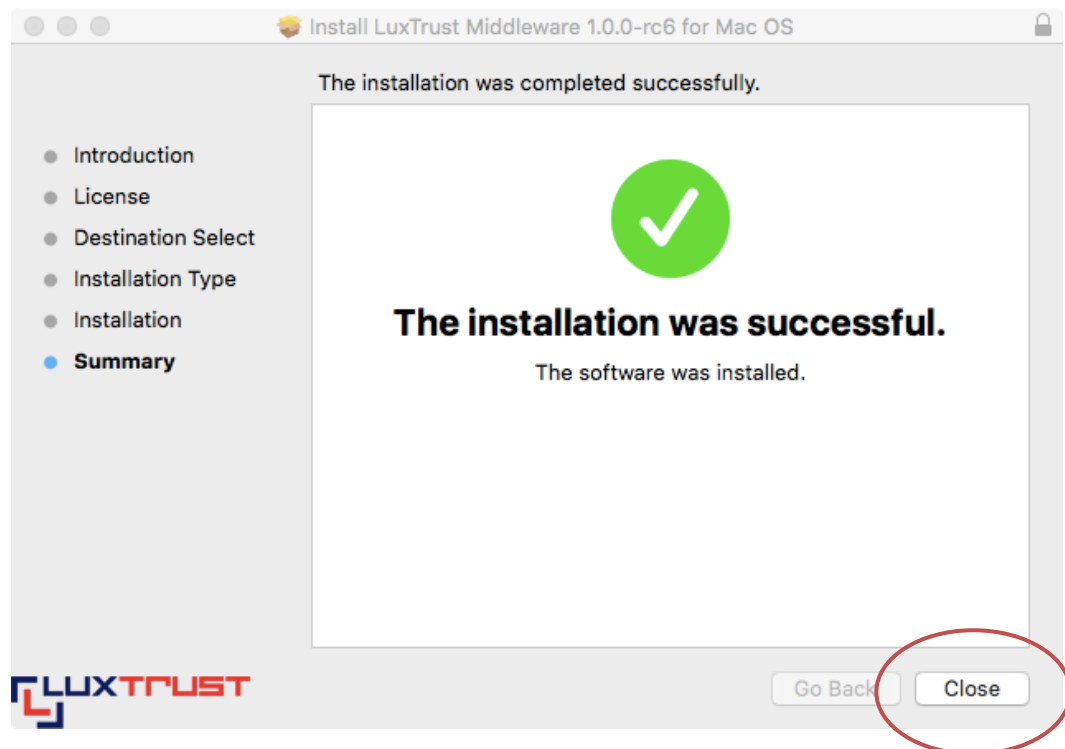 Install LuxTrust Middleware 1.0.0-rc6 for Mac OS
The installation was completed successfully.
Introduction
License
Destination Select
Installation Type
Installation
Summary
The installation was successful.
The software was installed.
LUXTRUST
Go Back
Close